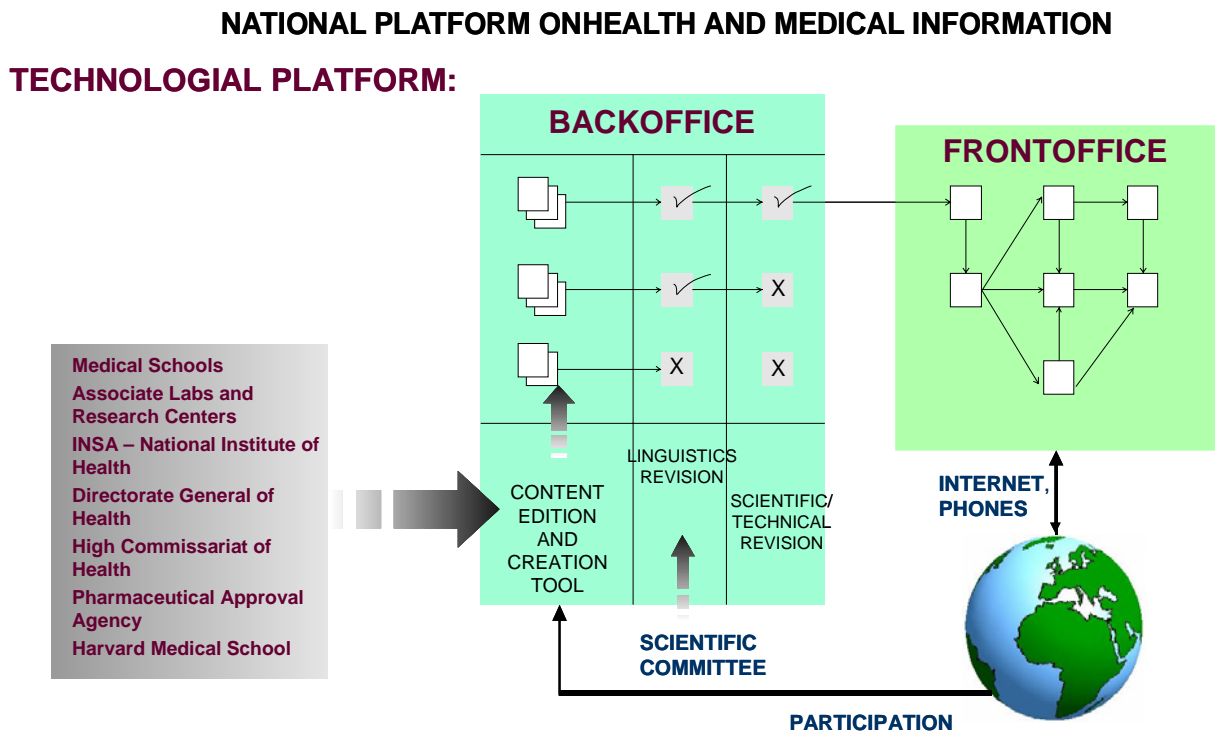 NATIONAL PLATFORM ONHEALTH AND MEDICAL INFORMATION
TECHNOLOGIAL PLATFORM:
BACKOFFICE
FRONTOFFICE
X
X
X
Medical Schools
Associate Labs and
Research Centers
INSA – National Institute of
Health
Directorate General of
Health
High Commissariat of
Health
Pharmaceutical Approval
Agency
Harvard Medical School
CONTENT
EDITION
AND
CREATION
TOOL
LINGUISTICS
REVISION
SCIENTIFIC/
TECHNICAL
REVISION
INTERNET,
PHONES
SCIENTIFIC
COMMITTEE
PARTICIPATION